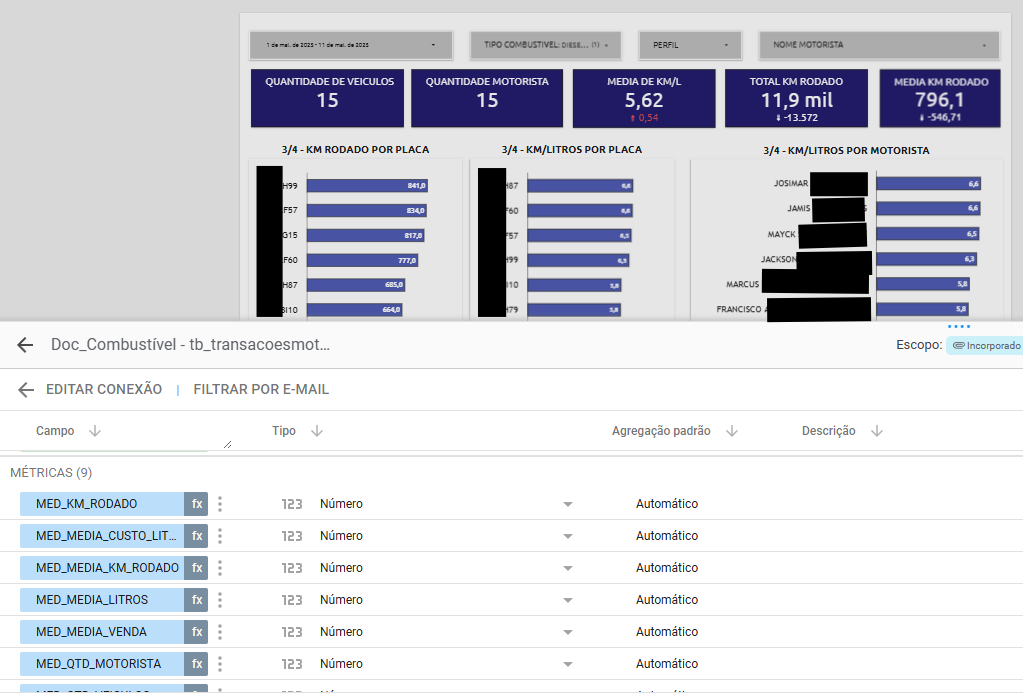 1 de mai. de 2025 - 11 de mai. de 2025
TIPO COMBUSTIVEL: DIESE... (1)
PERFIL
NOME MOTORISTA
QUANTIDADE DE VEICULOS
15
QUANTIDADE MOTORISTA
15
MEDIA DE KM/L
5,62
⬆ 0,54
TOTAL KM RODADO
11,9 mil
⬇ -13.572
MEDIA KM RODADO
796,1
⬇ -546,71
3/4 - KM RODADO POR PLACA
H99 841,0
F57 834,0
G15 817,0
F60 777,0
H87 685,0
BI10 664,0
3/4 - KM/LITROS POR PLACA
H87 6,6
F60 6,6
F57 6,5
H99 6,3
I10 5,8
H79 5,8
3/4 - KM/LITROS POR MOTORISTA
JOSIMAR 6,6
JAMIS S 6,6
MAYCK 6,5
JACKSON 6,3
MARCUS 5,8
FRANCISCO A 5,8
Doc_Combustível - tb_transacoesmot...
Escopo: Incorporado
EDITAR CONEXÃO | FILTRAR POR E-MAIL
Campo Tipo Agregação padrão Descrição
MÉTRICAS (9)
MED_KM_RODADO fx 123 Número Automático
MED_MEDIA_CUSTO_LIT... fx 123 Número Automático
MED_MEDIA_KM_RODADO fx 123 Número Automático
MED_MEDIA_LITROS fx 123 Número Automático
MED_MEDIA_VENDA fx 123 Número Automático
MED_QTD_MOTORISTA fx 123 Número Automático